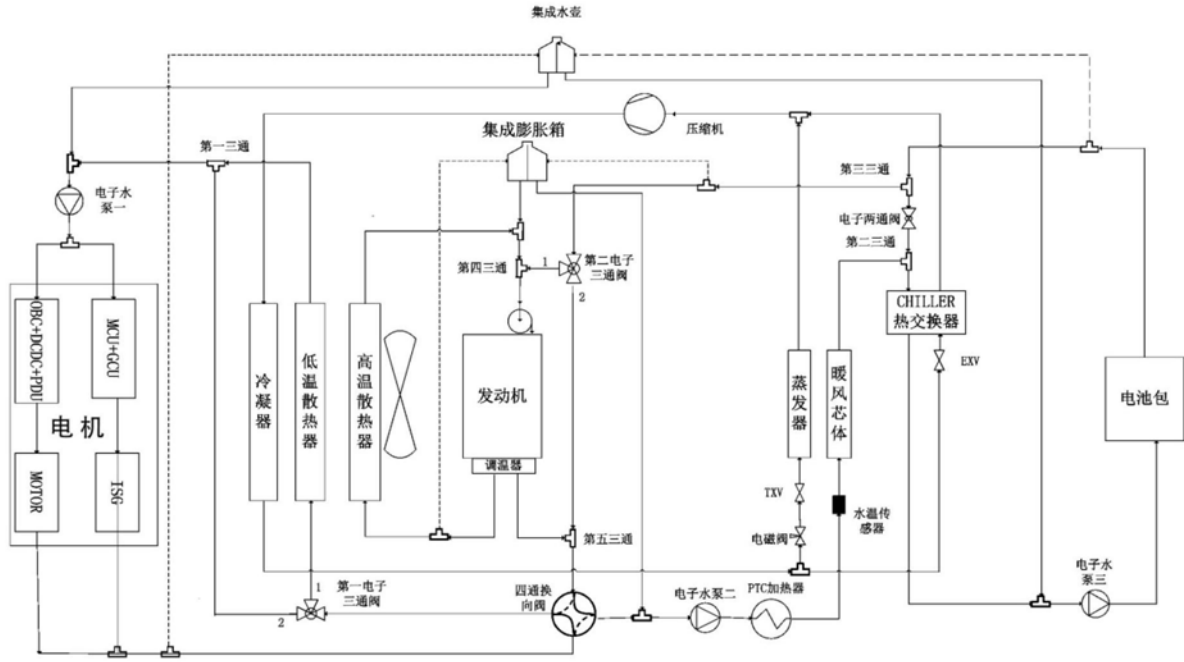 集成水壶
压缩机
集成膨胀箱
第一三通
第三三通
电子水
泵一
电子两通阀
第二三通
第四三通
1
第二电子
三通阀
2
CHILLER
热交换器
EXV
OBC+DCDC+PDU
MCU+GCU
电机
MOTOR
ISG
冷凝器
低温散热器
高温散热器
发动机
调温器
蒸发器
暖风芯体
电池包
TXV
水温传
感器
电磁阀
第五三通
1
第一电子
三通阀
2
四通换
向阀
电子水泵二
PTC加热器
电子水
泵三